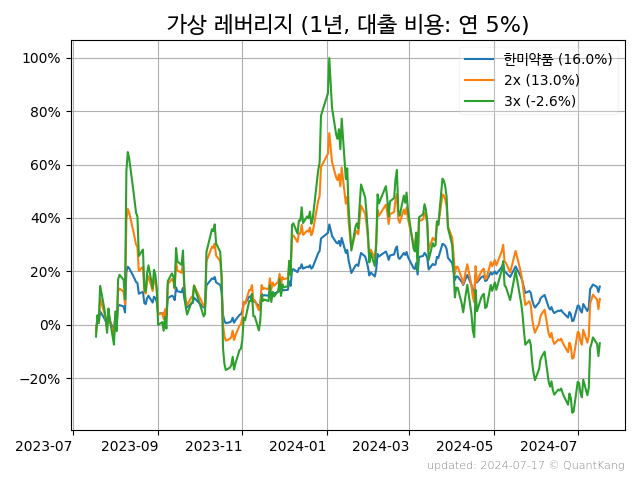 가상 레버리지 (1년, 대출 비용: 연 5%)
한미약품 (16.0%)
2x (13.0%)
3x (-2.6%)
100%
80%
60%
40%
20%
0%
−20%
2023-07
2023-09
2023-11
2024-01
2024-03
2024-05
2024-07
updated: 2024-07-17 © QuantKang